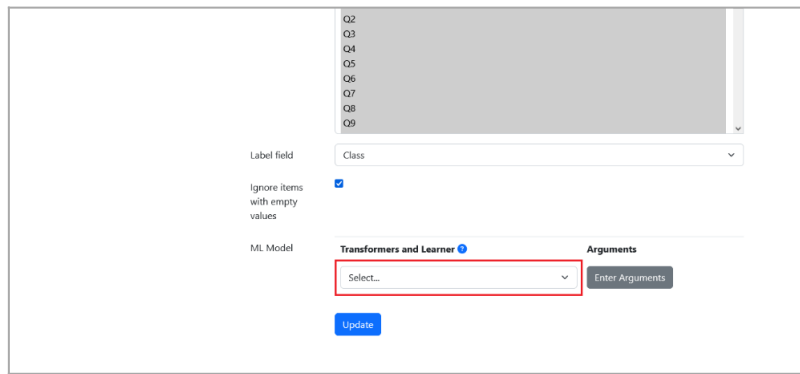 Q2
Q3
Q4
Q5
Q6
Q7
Q8
Q9
Label field
Class
Ignore items
with empty
values
ML Model
Transformers and Learner ?
Arguments
Select...
Enter Arguments
Update